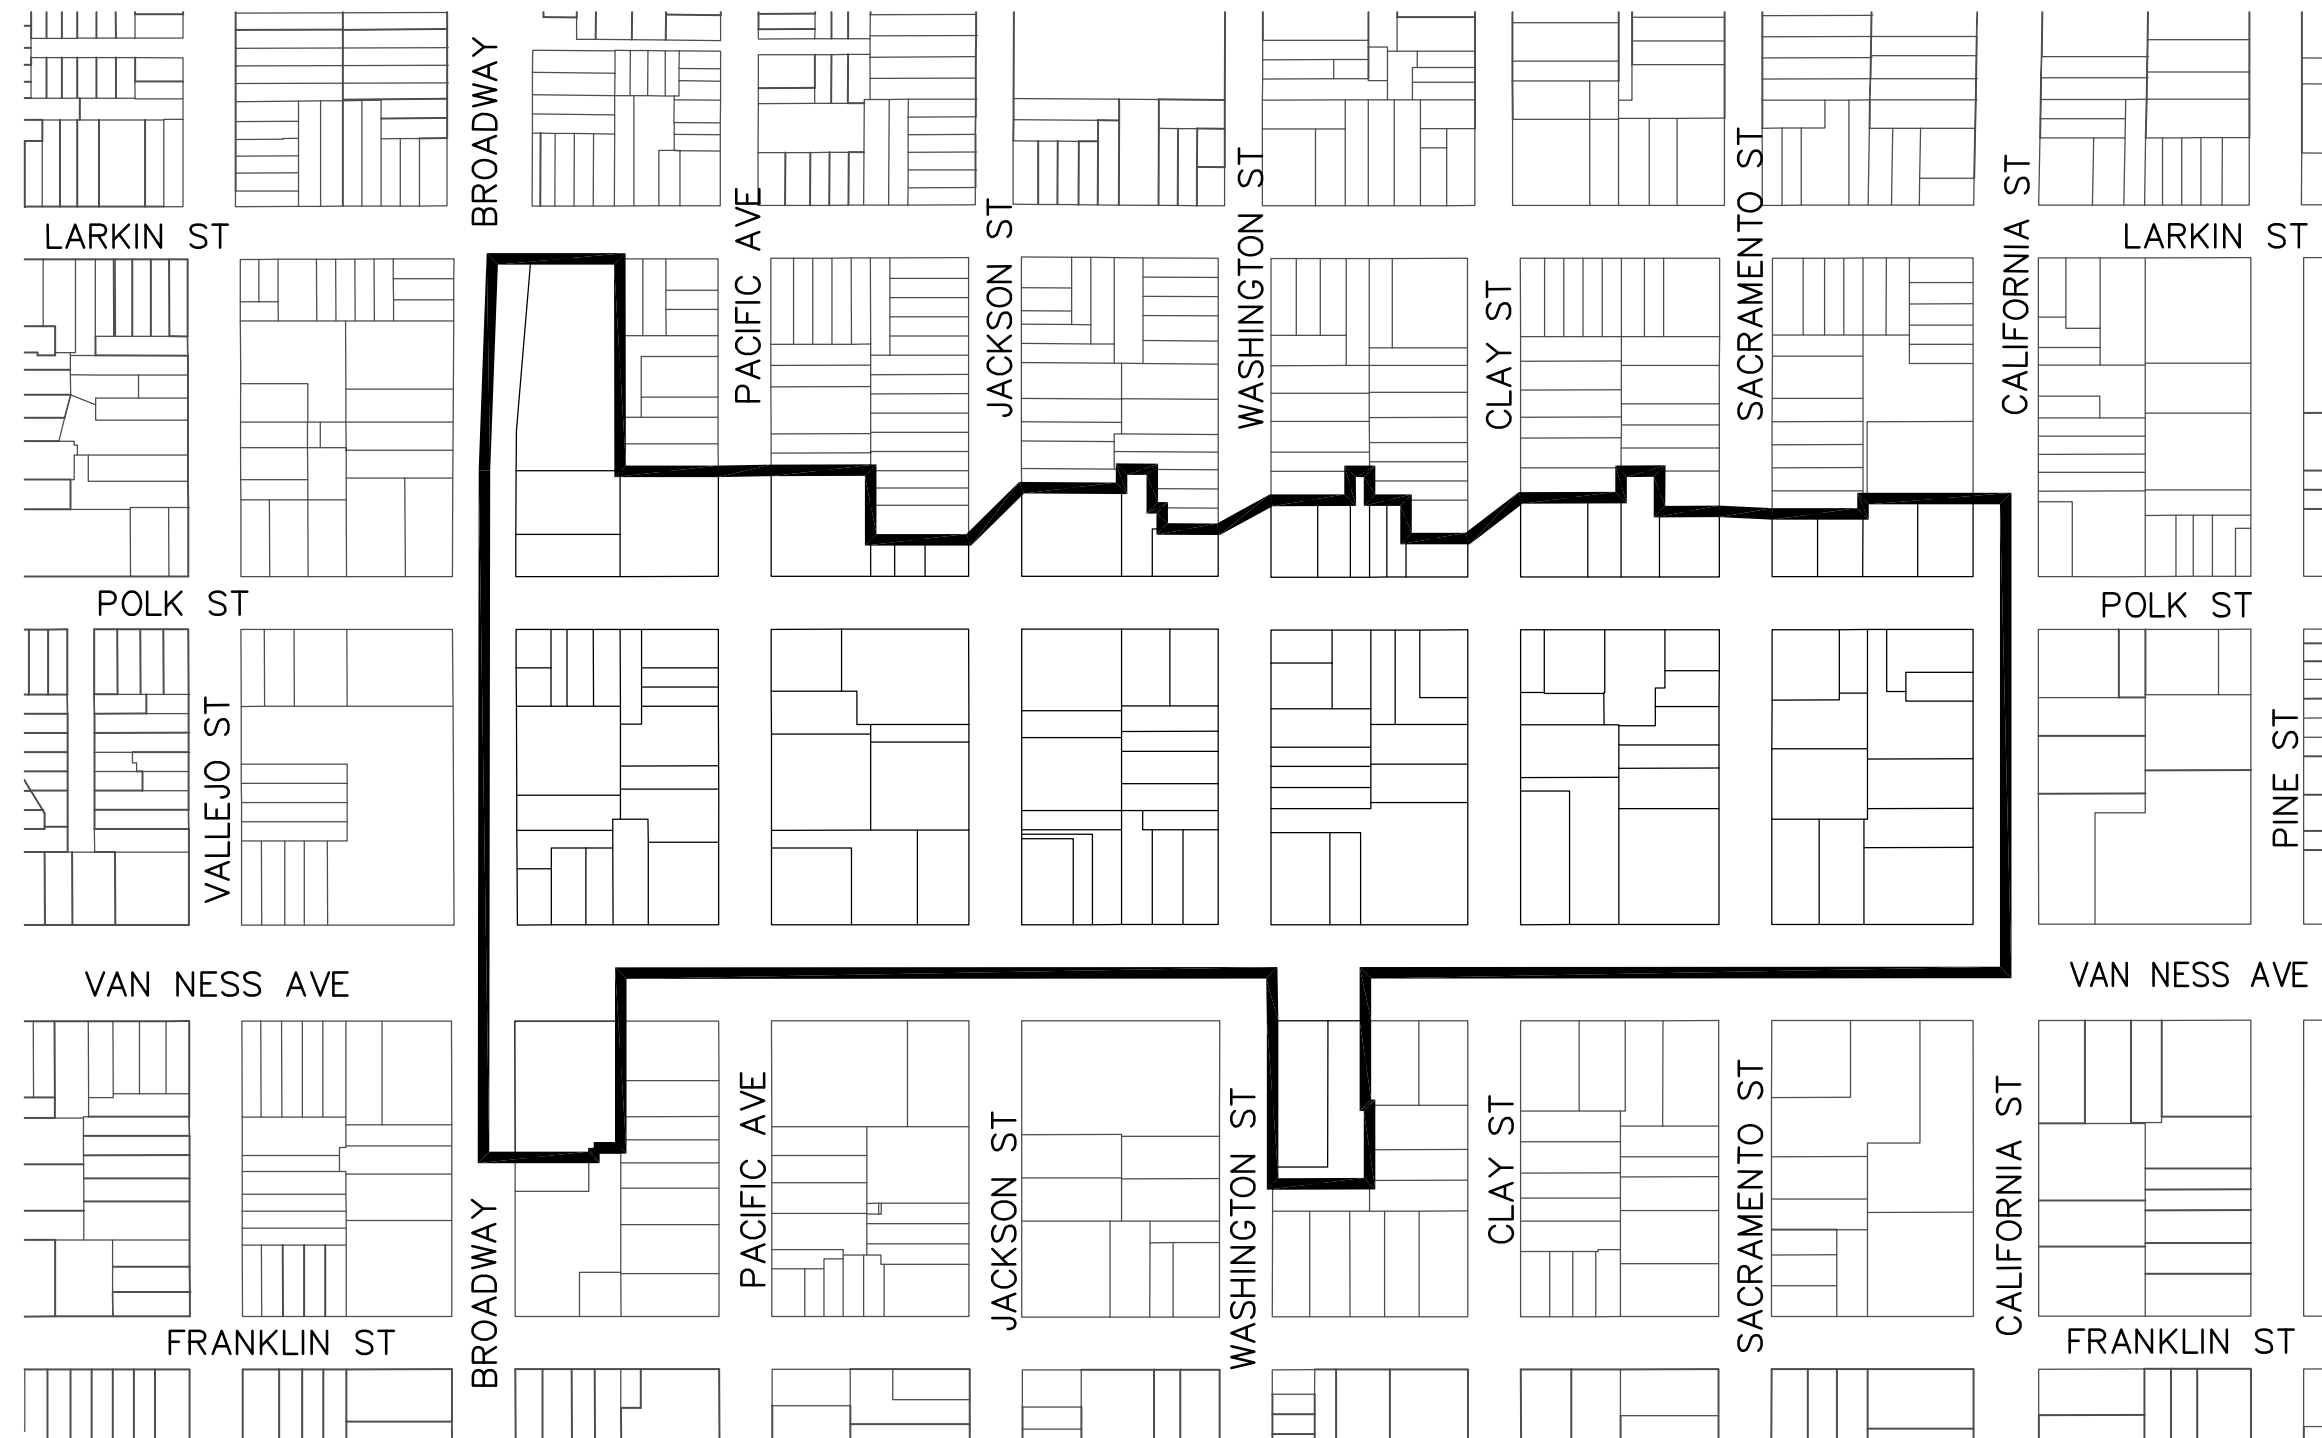 BROADWAY
PACIFIC AVE
JACKSON ST
WASHINGTON ST
CLAY ST
SACRAMENTO ST
CALIFORNIA ST
LARKIN ST
LARKIN ST
POLK ST
POLK ST
VALLEJO ST
PINE ST
VAN NESS AVE
VAN NESS AVE
BROADWAY
PACIFIC AVE
JACKSON ST
WASHINGTON ST
CLAY ST
SACRAMENTO ST
CALIFORNIA ST
FRANKLIN ST
FRANKLIN ST